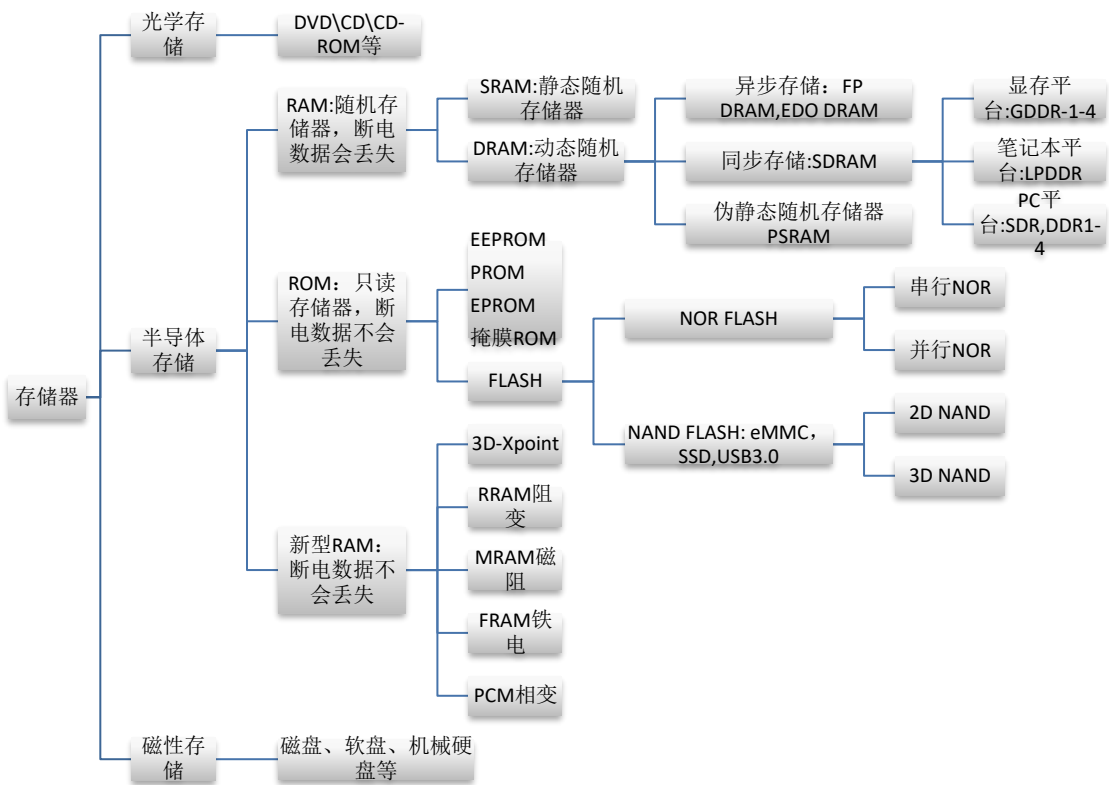 光学存
储
DVD\CD\CD-
ROM等
RAM:随机存
储器，断电
数据会丢失
SRAM:静态随机
存储器
DRAM:动态随机
存储器
异步存储：FP
DRAM,EDO DRAM
同步存储:SDRAM
伪静态随机存储器
PSRAM
显存平
台:GDDR-1-4
笔记本平
台:LPDDR
PC平
台:SDR,DDR1-
4
存储器
半导体
存储
ROM：只读
存储器，断
电数据不会
丢失
EEPROM
PROM
EPROM
掩膜ROM
FLASH
NOR FLASH
串行NOR
并行NOR
NAND FLASH: eMMC，
SSD,USB3.0
2D NAND
3D NAND
新型RAM：
断电数据不
会丢失
3D-Xpoint
RRAM阻
变
MRAM磁
阻
FRAM铁
电
PCM相变
磁性存
储
磁盘、软盘、机械硬
盘等